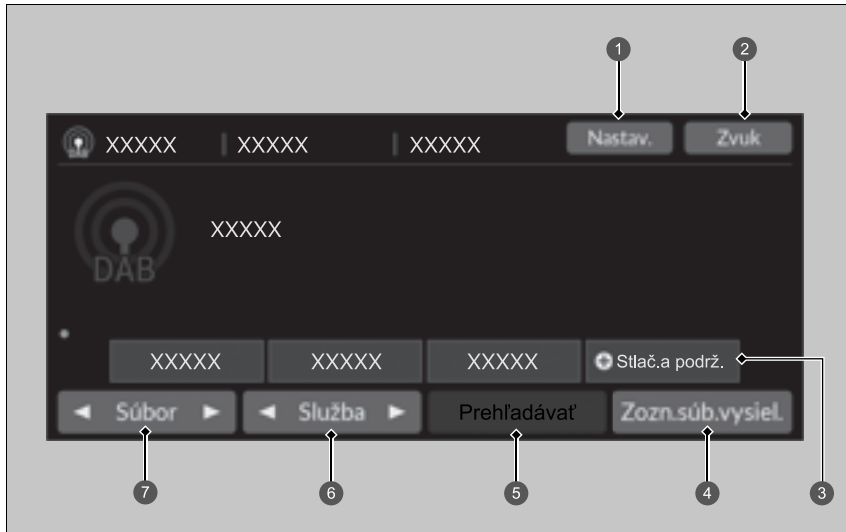 1 2
XXXXX | XXXXX | XXXXX Nastav. Zvuk
XXXXX
DAB
XXXXX XXXXX XXXXX Stlač.a podrž.
◄ Súbor ► ◄ Služba ► Prehľadávať Zozn.súb.vysiel.
7 6 5 4 3